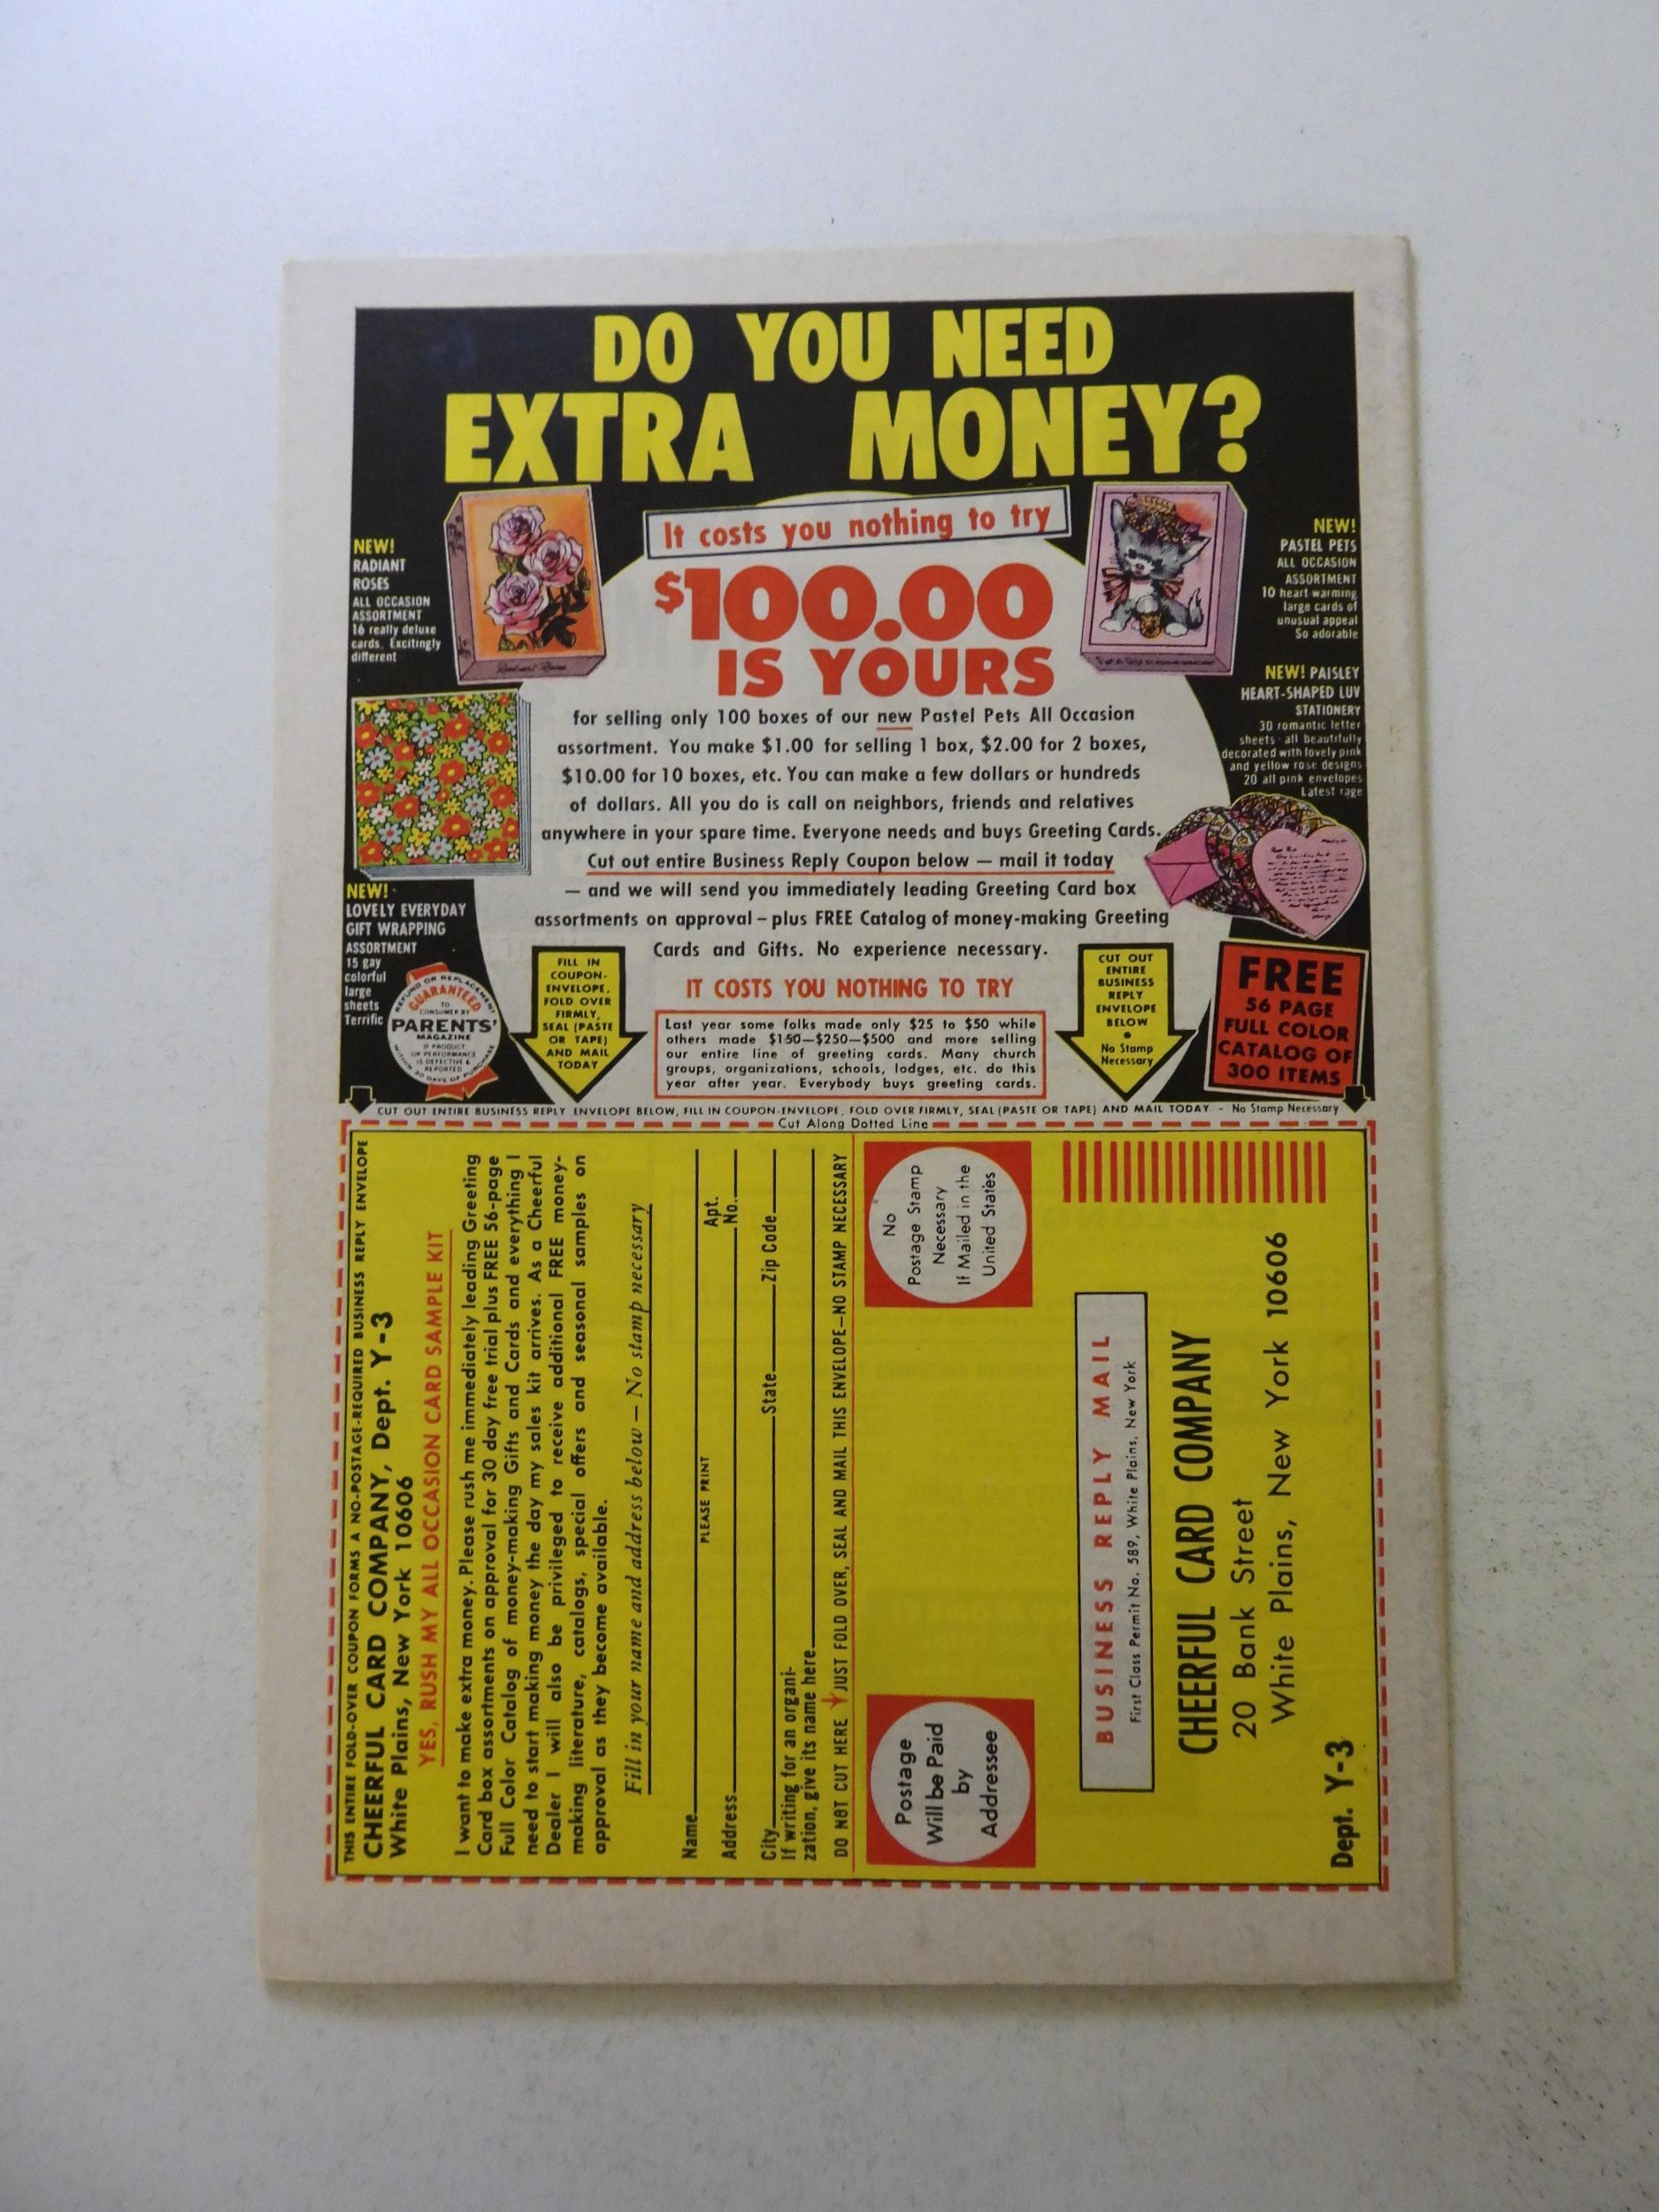 DO YOU NEED
EXTRA MONEY?
It costs you nothing to try
$100.00
IS YOURS
NEW!
RADIANT
ROSES
ALL OCCASION
ASSORTMENT
16 really deluxe
cards. Excitingly
different
NEW!
PASTEL PETS
ALL OCCASION
ASSORTMENT
10 heart warming
large cards of
unusual appeal
So adorable
NEW! PAISLEY
HEART-SHAPED LUV
STATIONERY
30 romantic letter
sheets - all beautifully
decorated with lovely pink
and yellow rose designs
20 all pink envelopes
Latest rage
for selling only 100 boxes of our new Pastel Pets All Occasion
assortment. You make $1.00 for selling 1 box, $2.00 for 2 boxes,
$10.00 for 10 boxes, etc. You can make a few dollars or hundreds
of dollars. All you do is call on neighbors, friends and relatives
anywhere in your spare time. Everyone needs and buys Greeting Cards.
Cut out entire Business Reply Coupon below — mail it today
— and we will send you immediately leading Greeting Card box
assortments on approval – plus FREE Catalog of money-making Greeting
Cards and Gifts. No experience necessary.
NEW!
LOVELY EVERYDAY
GIFT WRAPPING
ASSORTMENT
15 gay
colorful
large
sheets
Terrific
REFUND OR REPLACEMENT
GUARANTEED
TO
CONSUMER BY
PARENTS'
MAGAZINE
IF PRODUCT
OR PERFORMANCE
IS DEFECTIVE &
REPORTED
WITHIN 30 DAYS OF PURCHASE
FILL IN
COUPON-
ENVELOPE,
FOLD OVER
FIRMLY,
SEAL (PASTE
OR TAPE)
AND MAIL
TODAY
IT COSTS YOU NOTHING TO TRY
Last year some folks made only $25 to $50 while
others made $150—$250—$500 and more selling
our entire line of greeting cards. Many church
groups, organizations, schools, lodges, etc. do this
year after year. Everybody buys greeting cards.
CUT OUT
ENTIRE
BUSINESS
REPLY
ENVELOPE
BELOW
•
No Stamp
Necessary
FREE
56 PAGE
FULL COLOR
CATALOG OF
300 ITEMS
CUT OUT ENTIRE BUSINESS REPLY ENVELOPE BELOW, FILL IN COUPON-ENVELOPE, FOLD OVER FIRMLY, SEAL (PASTE OR TAPE) AND MAIL TODAY - No Stamp Necessary
Cut Along Dotted Line
THIS ENTIRE FOLD-OVER COUPON FORMS A NO-POSTAGE-REQUIRED BUSINESS REPLY ENVELOPE
CHEERFUL CARD COMPANY, Dept. Y-3
White Plains, New York 10606
YES, RUSH MY ALL OCCASION CARD SAMPLE KIT
I want to make extra money. Please rush me immediately leading Greeting
Card box assortments on approval for 30 day free trial plus FREE 56-page
Full Color Catalog of money-making Gifts and Cards and everything I
need to start making money the day my sales kit arrives. As a Cheerful
Dealer I will also be privileged to receive additional FREE money-
making literature, catalogs, special offers and seasonal samples on
approval as they become available.
Fill in your name and address below — No stamp necessary
Name
PLEASE PRINT
Address Apt. No.
City State Zip Code
If writing for an organi-
zation, give its name here
DO NOT CUT HERE JUST FOLD OVER, SEAL AND MAIL THIS ENVELOPE—NO STAMP NECESSARY
Postage
Will be Paid
by
Addressee
No
Postage Stamp
Necessary
If Mailed in the
United States
BUSINESS REPLY MAIL
First Class Permit No. 589, White Plains, New York
CHEERFUL CARD COMPANY
20 Bank Street
White Plains, New York 10606
Dept. Y-3